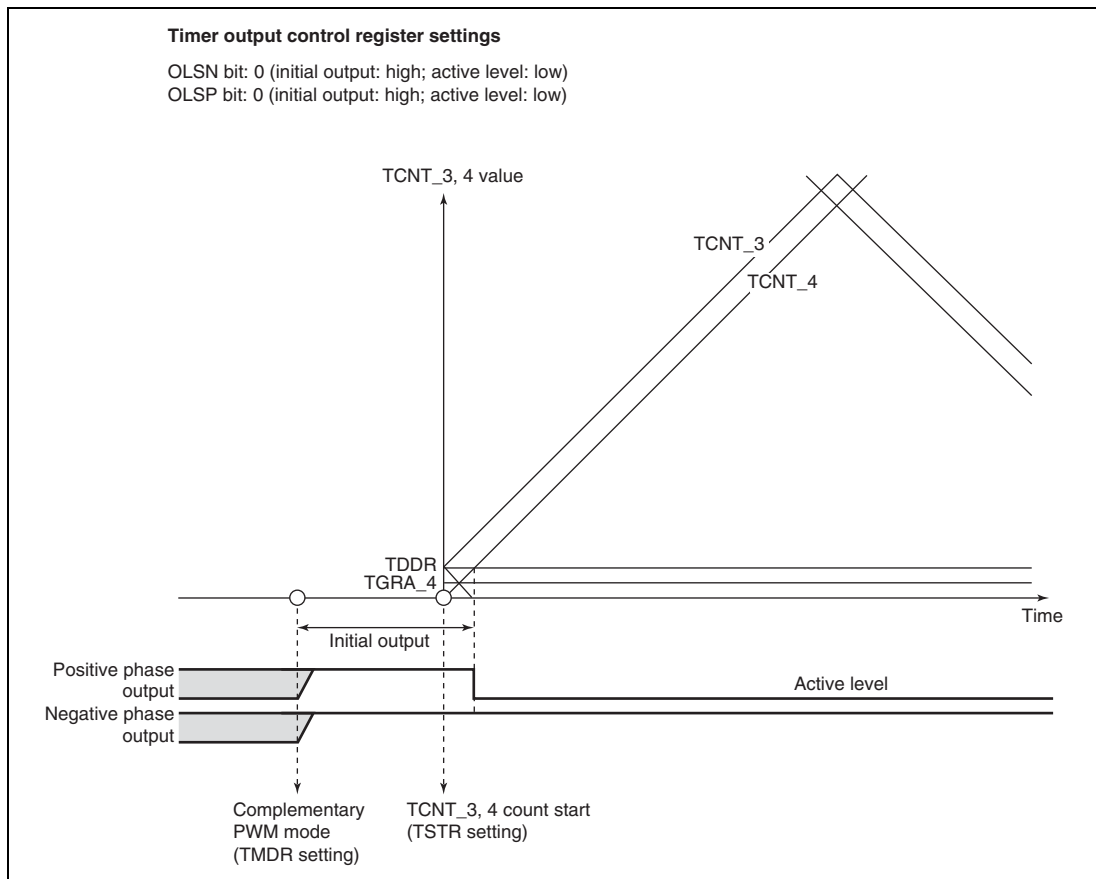 Timer output control register settings
OLSN bit: 0 (initial output: high; active level: low)
OLSP bit: 0 (initial output: high; active level: low)
TCNT_3, 4 value
TCNT_3
TCNT_4
TDDR
TGRA_4
Time
Initial output
Positive phase
output
Active level
Negative phase
output
Complementary
PWM mode
(TMDR setting)
TCNT_3, 4 count start
(TSTR setting)